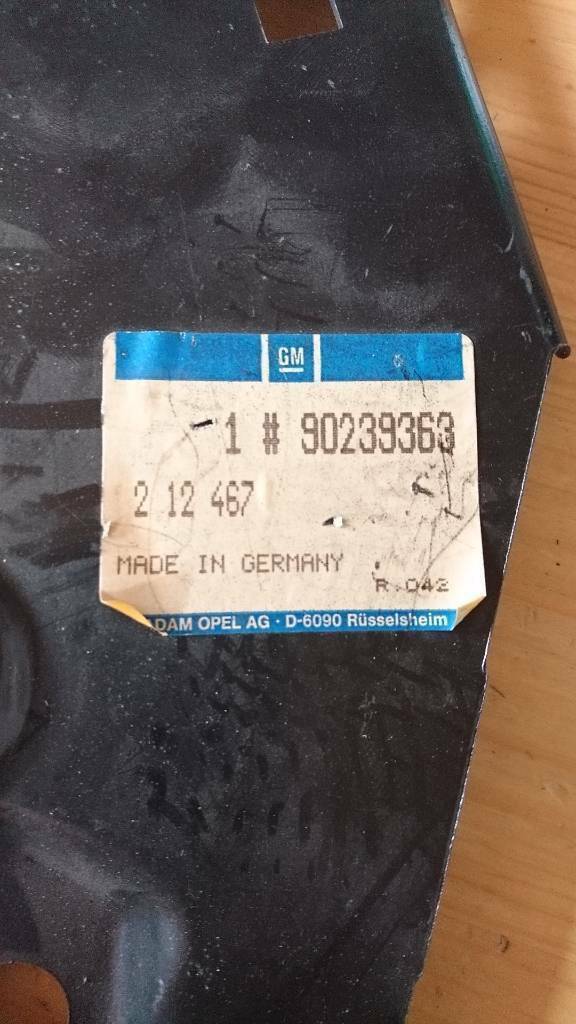 GM
1 # 90239363
2 12 467
MADE IN GERMANY
R.042
ADAM OPEL AG · D-6090 Rüsselsheim